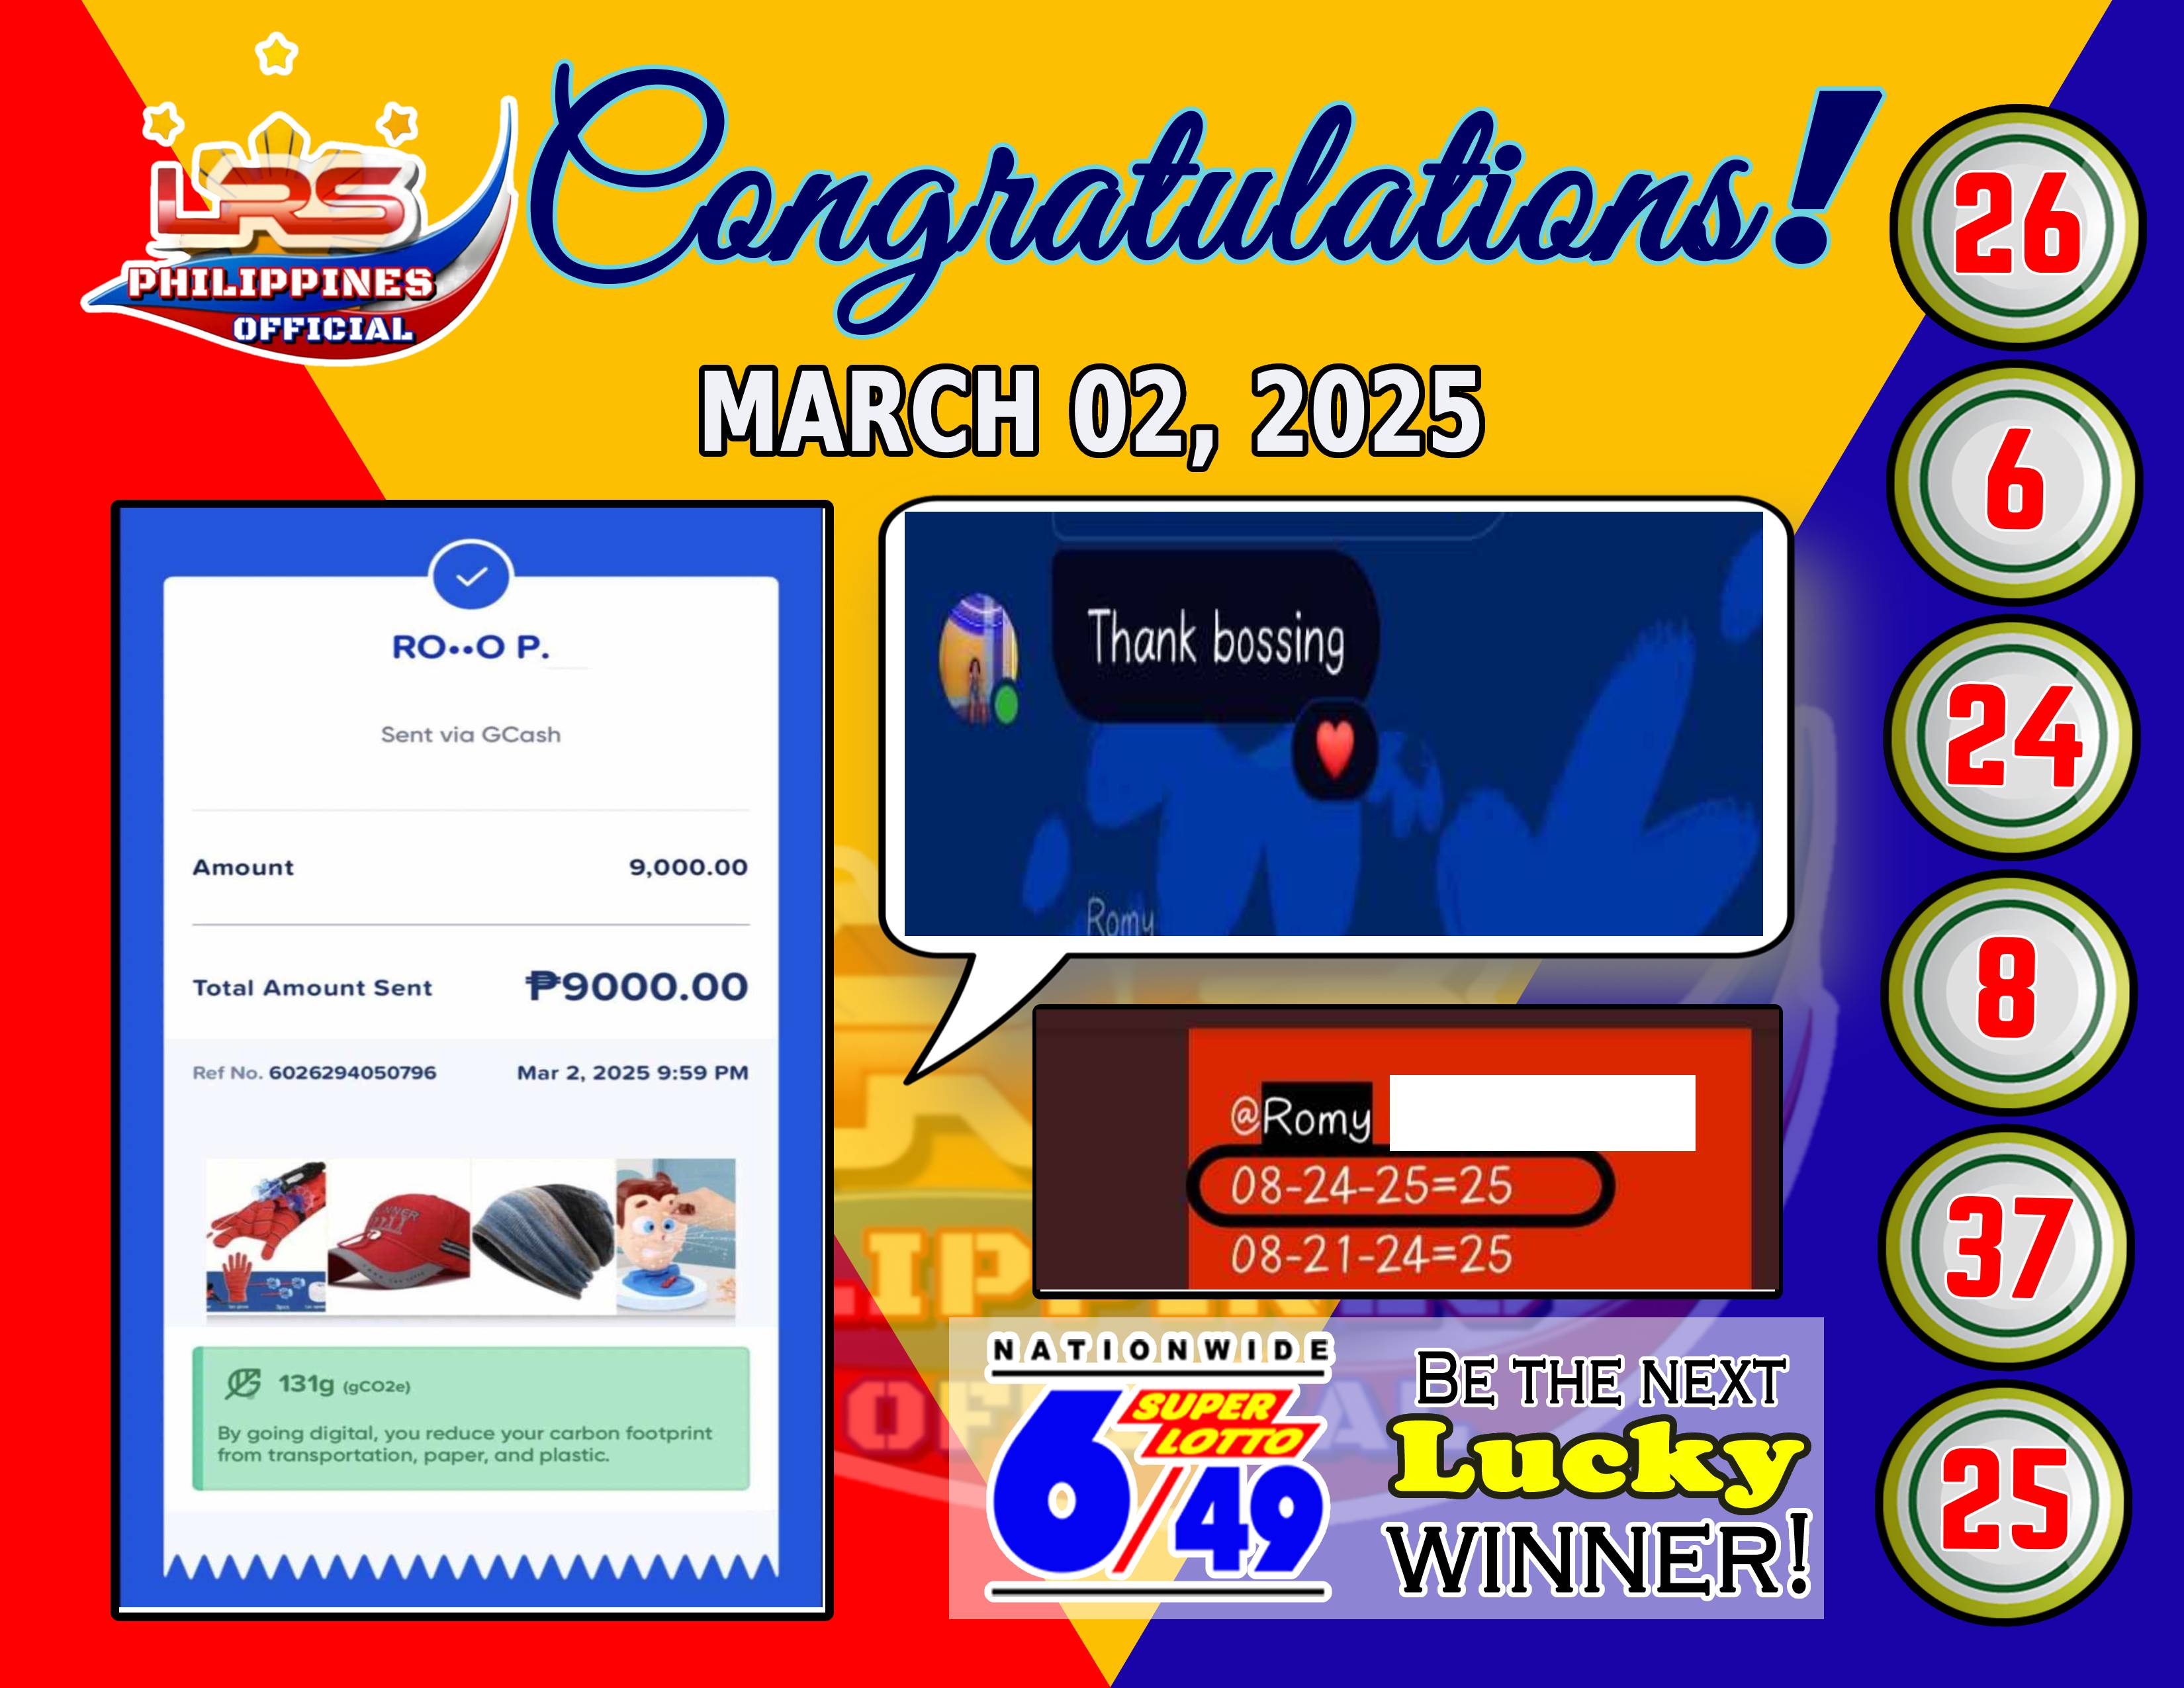 LRS
PHILIPPINES
OFFICIAL
Congratulations!
MARCH 02, 2025
RO••O P.
Sent via GCash
Amount 9,000.00
Total Amount Sent ₱9000.00
Ref No. 6026294050796 Mar 2, 2025 9:59 PM
131g (gCO2e)
By going digital, you reduce your carbon footprint
from transportation, paper, and plastic.
Thank bossing
Romy
@Romy
08-24-25=25
08-21-24=25
NATIONWIDE
SUPER
LOTTO
6/49
BE THE NEXT
Lucky
WINNER!
26
6
24
8
37
25